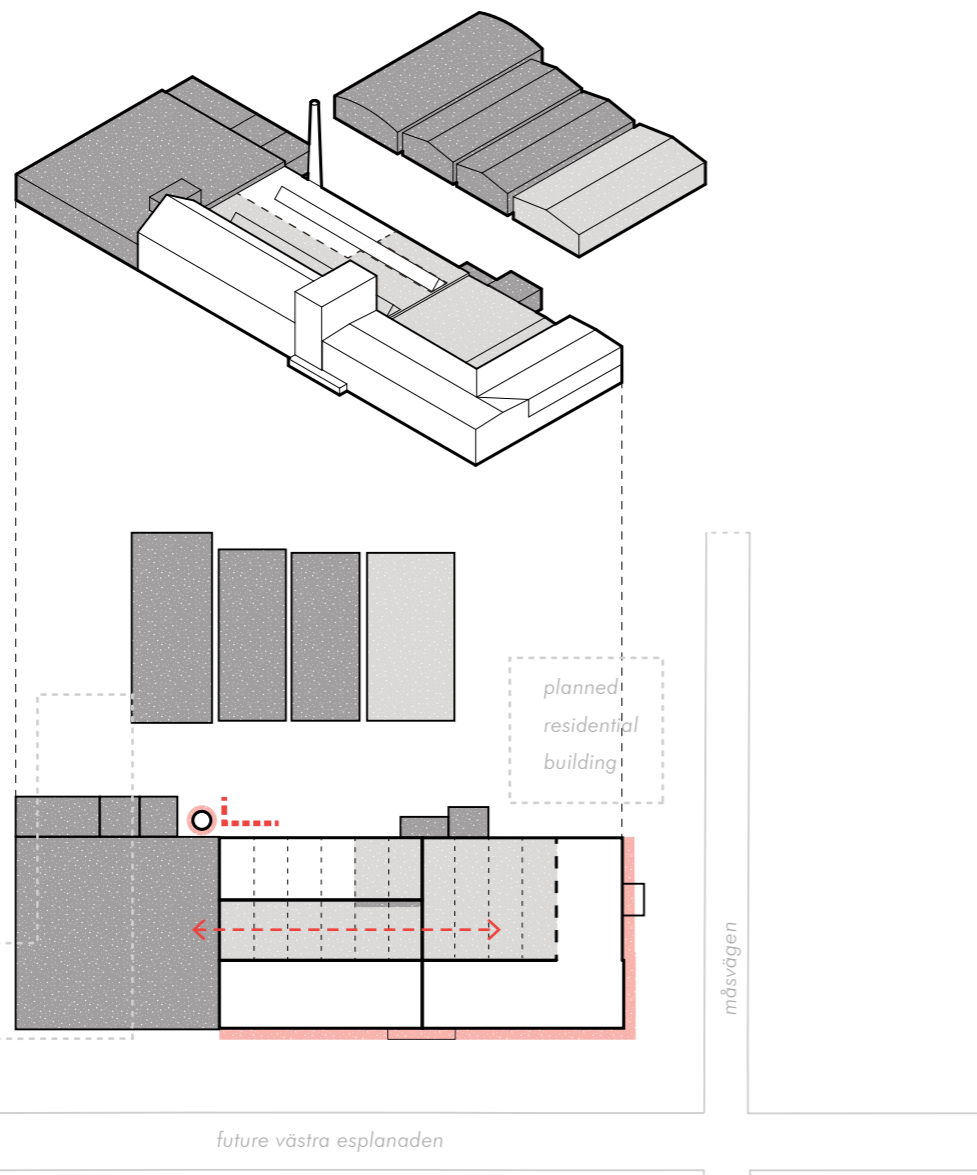 planned
residential
building
måsvägen
future västra esplanaden